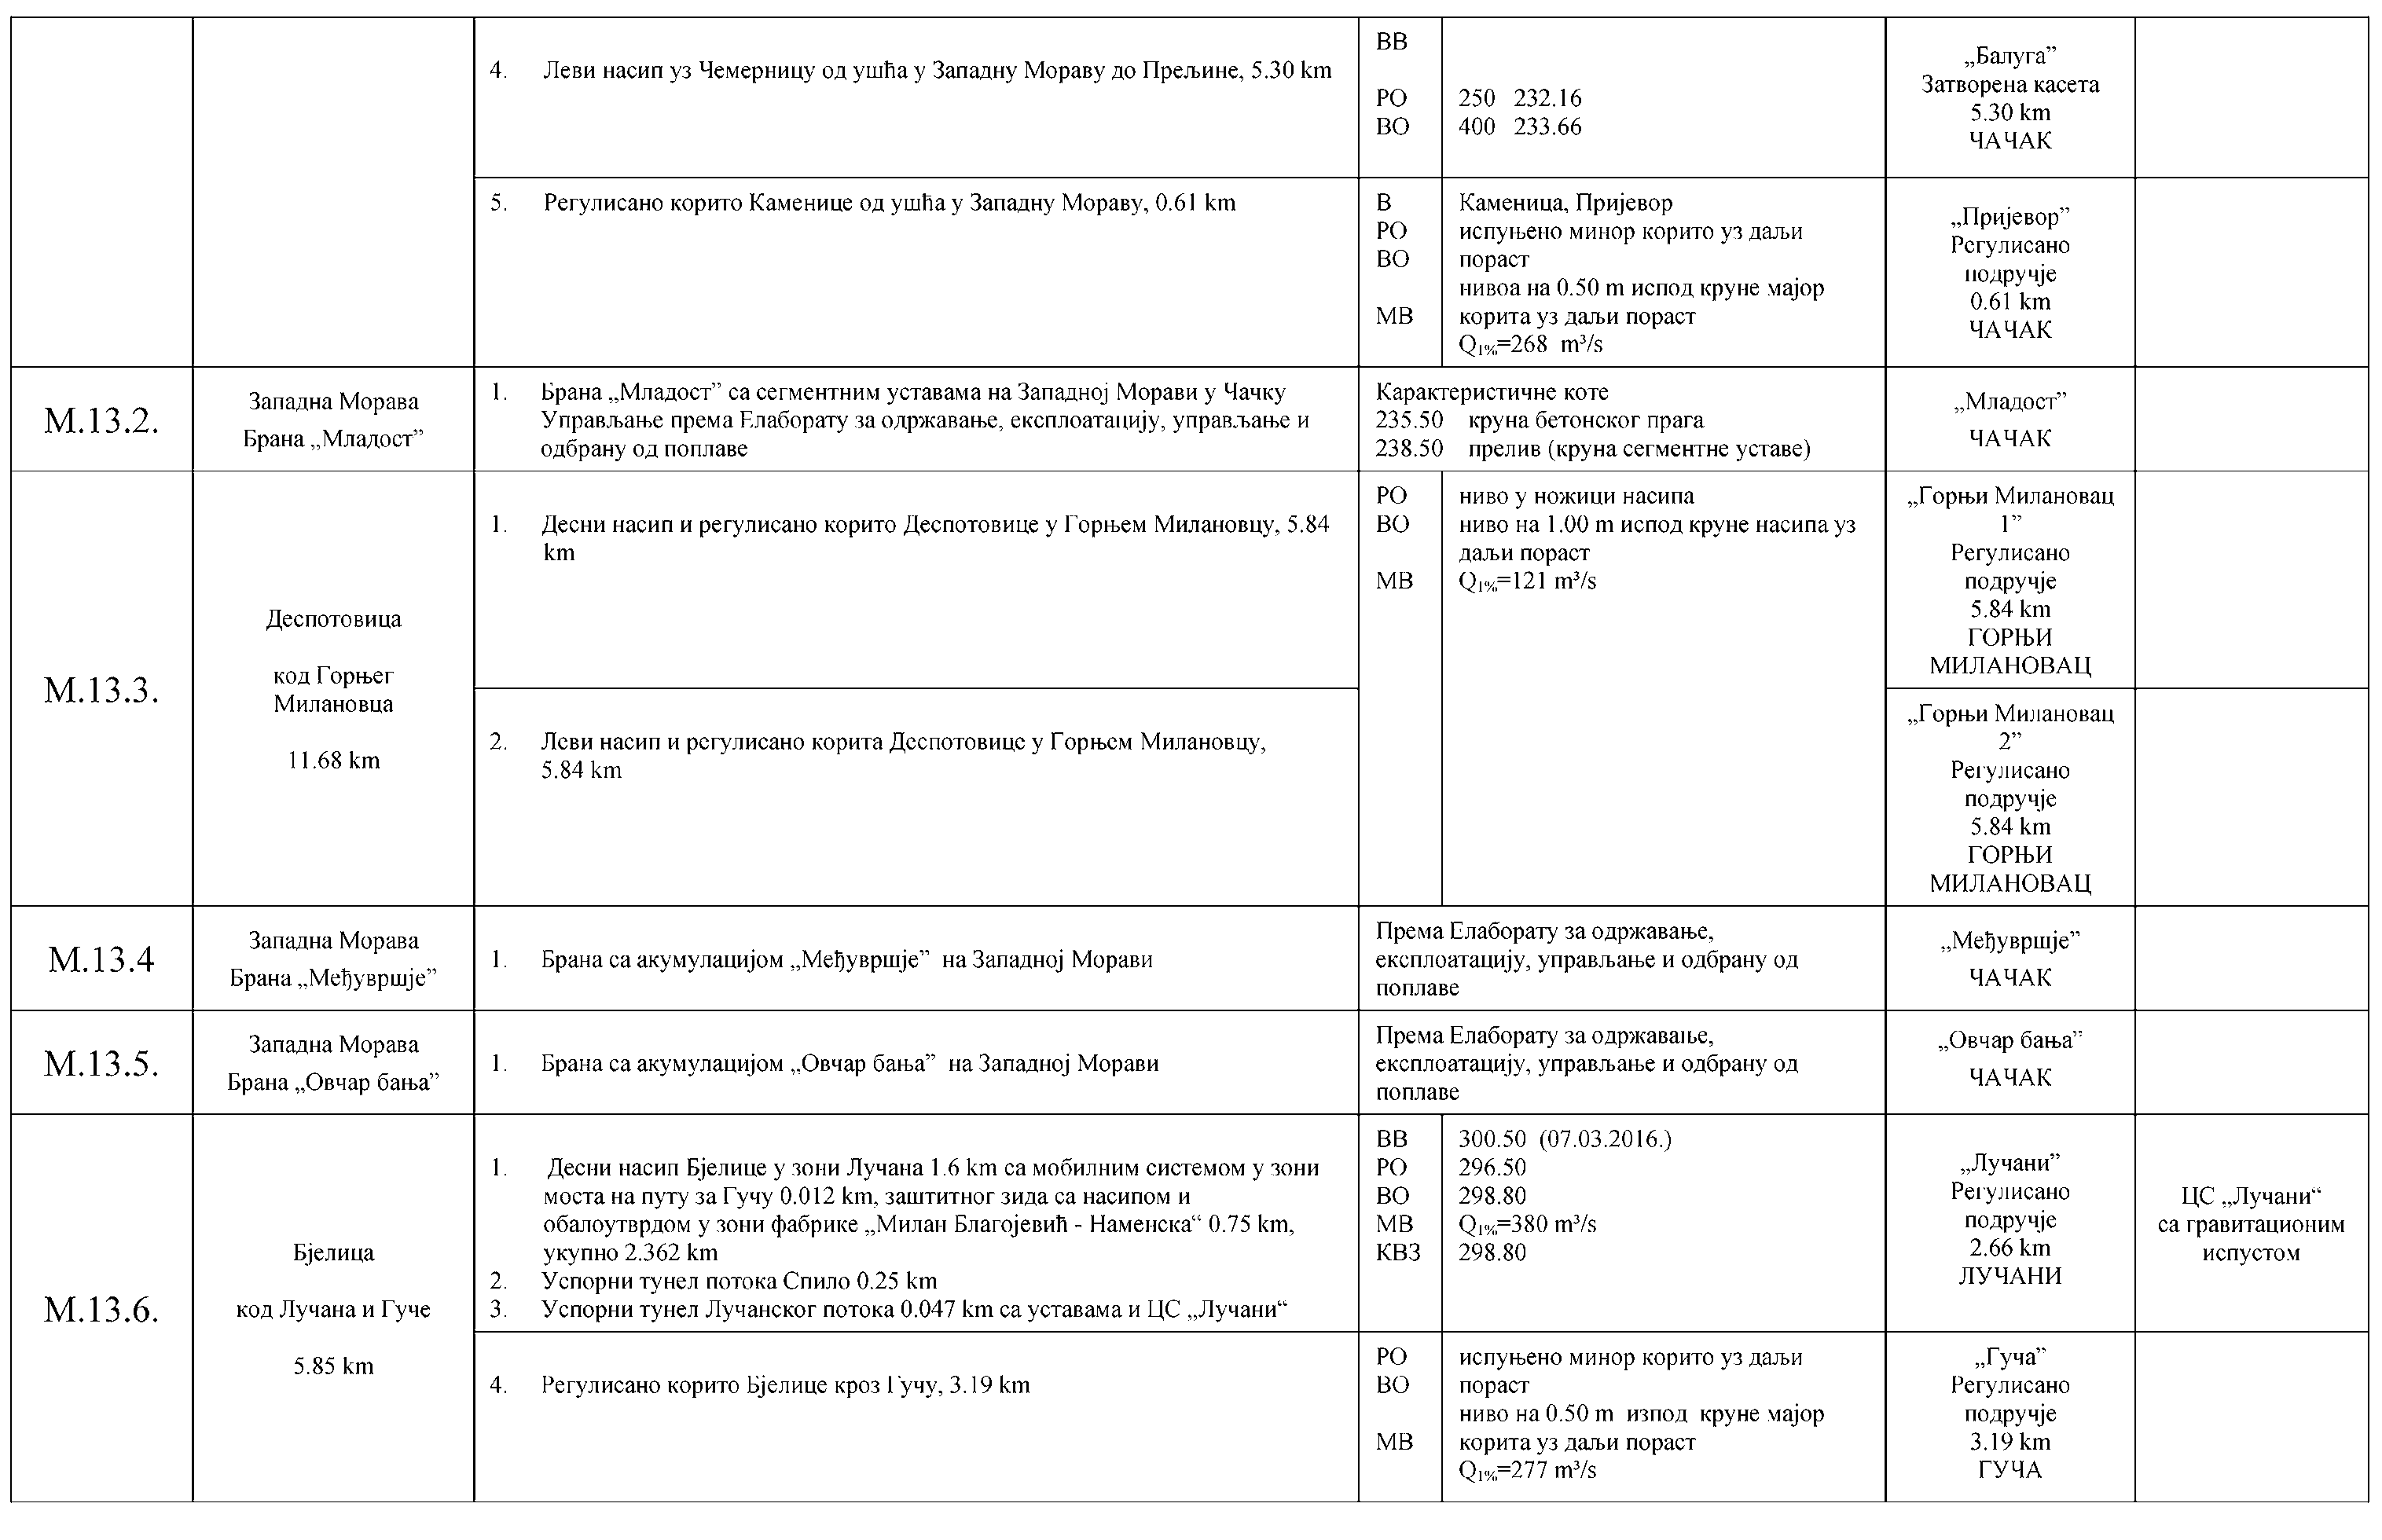 4. Леви насип уз Чемерницу од ушћа у Западну Мораву до Прељине, 5.30 km
ВВ
РО 250 232.16
ВО 400 233.66
„Балуга”
Затворена касета
5.30 km
ЧАЧАК
5. Регулисано корито Каменице од ушћа у Западну Мораву, 0.61 km
В Каменица, Пријевор
РО испуњено минор корито уз даљи
ВО пораст
нивоа на 0.50 m испод круне мајор
МВ корита уз даљи пораст
Q1%=268 m³/s
„Пријевор”
Регулисано
подручје
0.61 km
ЧАЧАК
М.13.2.
Западна Морава
Брана „Младост”
1. Брана „Младост” са сегментним уставама на Западној Морави у Чачку
Управљање према Елаборату за одржавање, експлоатацију, управљање и
одбрану од поплаве
Карактеристичне коте
235.50 круна бетонског прага
238.50 прелив (круна сегментне уставе)
„Младост”
ЧАЧАК
М.13.3.
Деспотовица
код Горњег
Милановца
11.68 km
1. Десни насип и регулисано корито Деспотовице у Горњем Милановцу, 5.84
km
РО ниво у ножици насипа
ВО ниво на 1.00 m испод круне насипа уз
даљи пораст
МВ Q1%=121 m³/s
„Горњи Милановац
1”
Регулисано
подручје
5.84 km
ГОРЊИ
МИЛАНОВАЦ
2. Леви насип и регулисано корита Деспотовице у Горњем Милановцу,
5.84 km
„Горњи Милановац
2”
Регулисано
подручје
5.84 km
ГОРЊИ
МИЛАНОВАЦ
М.13.4
Западна Морава
Брана „Међувршје”
1. Брана са акумулацијом „Међувршје” на Западној Морави
Према Елаборату за одржавање,
експлоатацију, управљање и одбрану од
поплаве
„Међувршје”
ЧАЧАК
М.13.5.
Западна Морава
Брана „Овчар бања”
1. Брана са акумулацијом „Овчар бања” на Западној Морави
Према Елаборату за одржавање,
експлоатацију, управљање и одбрану од
поплаве
„Овчар бања”
ЧАЧАК
М.13.6.
Бјелица
код Лучана и Гуче
5.85 km
1. Десни насип Бјелице у зони Лучана 1.6 km са мобилним системом у зони
моста на путу за Гучу 0.012 km, заштитног зида са насипом и
обалоутврдом у зони фабрике „Милан Благојевић - Наменска“ 0.75 km,
укупно 2.362 km
2. Успорни тунел потока Спило 0.25 km
3. Успорни тунел Лучанског потока 0.047 km са уставама и ЦС „Лучани“
ВВ 300.50 (07.03.2016.)
РО 296.50
ВО 298.80
МВ Q1%=380 m³/s
КВЗ 298.80
„Лучани”
Регулисано
подручје
2.66 km
ЛУЧАНИ
ЦС „Лучани“
са гравитационим
испустом
4. Регулисано корито Бјелице кроз Гучу, 3.19 km
РО испуњено минор корито уз даљи
ВО пораст
ниво на 0.50 m изпод круне мајор
МВ корита уз даљи пораст
Q1%=277 m³/s
„Гуча”
Регулисано
подручје
3.19 km
ГУЧА